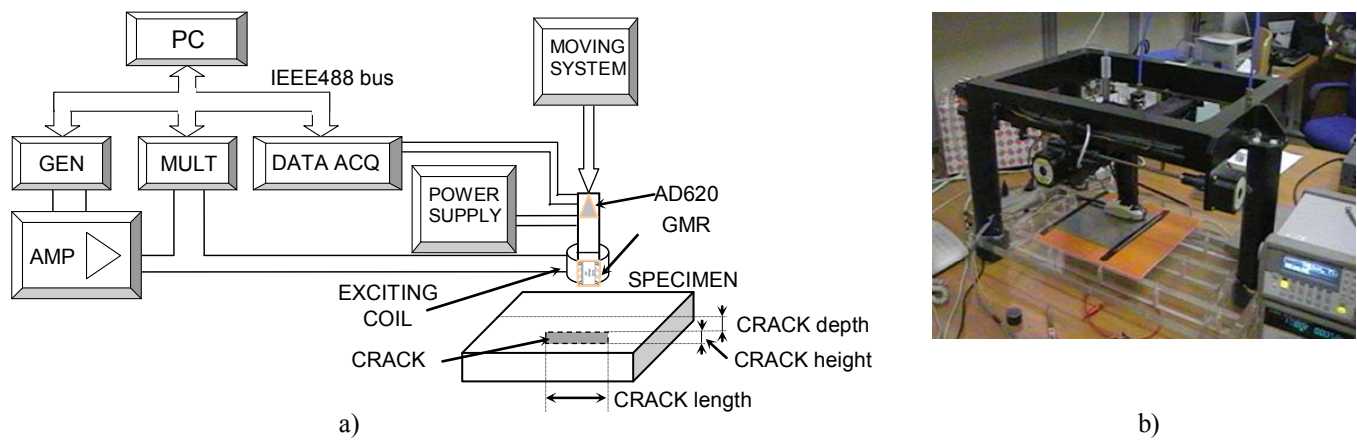 PC
IEEE488 bus
MOVING
SYSTEM
GEN
MULT
DATA ACQ
POWER
SUPPLY
AMP
AD620
GMR
EXCITING
COIL
SPECIMEN
CRACK
CRACK depth
CRACK height
CRACK length
a)
b)